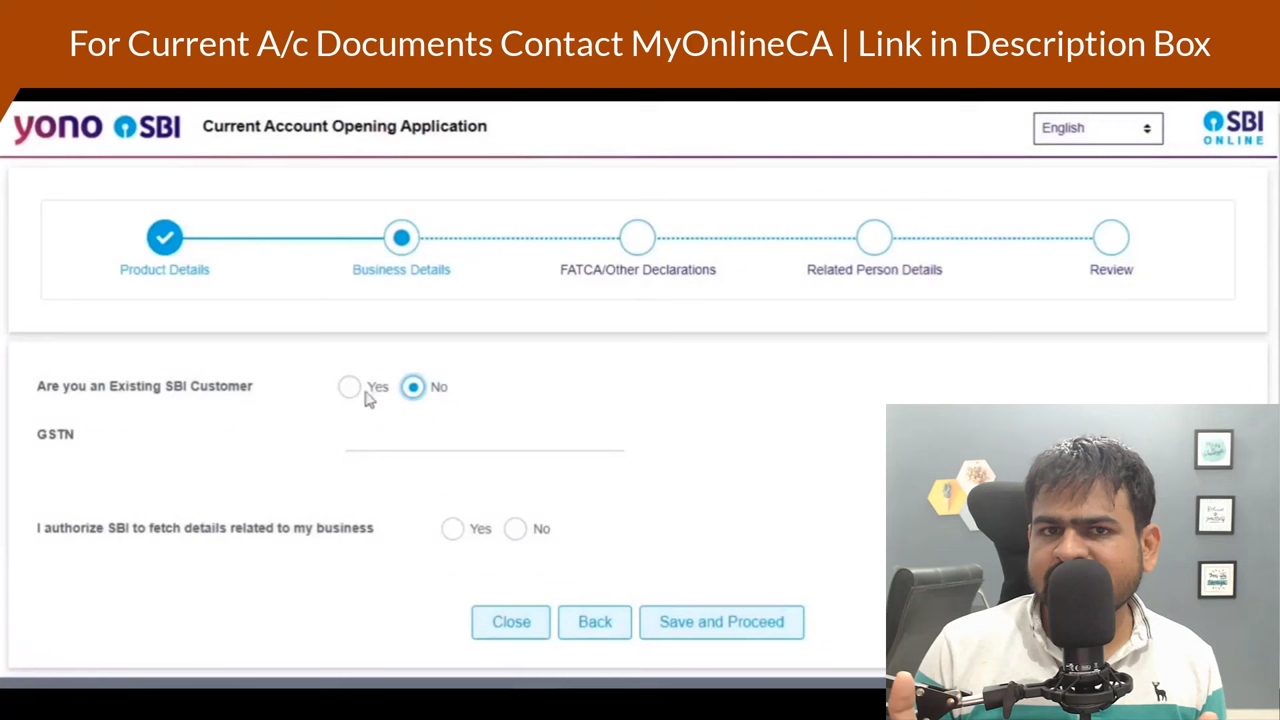 For Current A/c Documents Contact MyOnlineCA | Link in Description Box
yono SBI
Current Account Opening Application
English
SBI
ONLINE
Product Details
Business Details
FATCA/Other Declarations
Related Person Details
Review
Are you an Existing SBI Customer
Yes
No
GSTN
I authorize SBI to fetch details related to my business
Yes
No
Close
Back
Save and Proceed